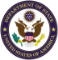 DEPARTMENT OF STATE
UNITED STATES OF AMERICA